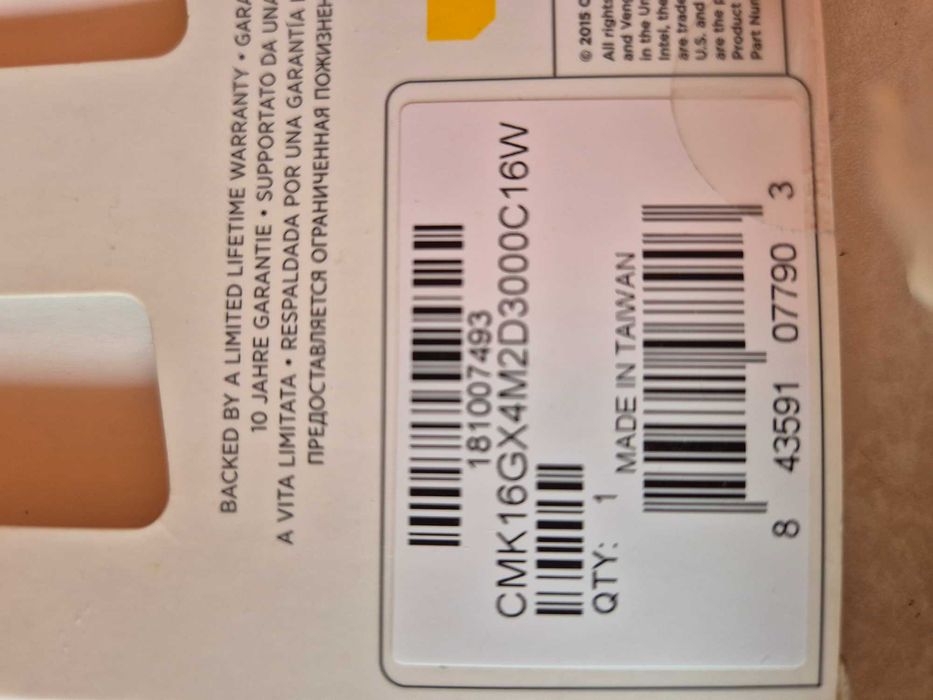 BACKED BY A LIMITED LIFETIME WARRANTY • GARA
10 JAHRE GARANTIE • SUPPORTATO DA UNA
A VITA LIMITATA • RESPALDADA POR UNA GARANTÍA
ПРЕДОСТАВЛЯЕТСЯ ОГРАНИЧЕННАЯ ПОЖИЗНЕН
© 2015 C
All rights
and Veng
in the Un
Intel, the
are trade
U.S. and
are the p
Product
Part Num
181007493
CMK16GX4M2D3000C16W
QTY: 1
MADE IN TAIWAN
8 43591 07790 3